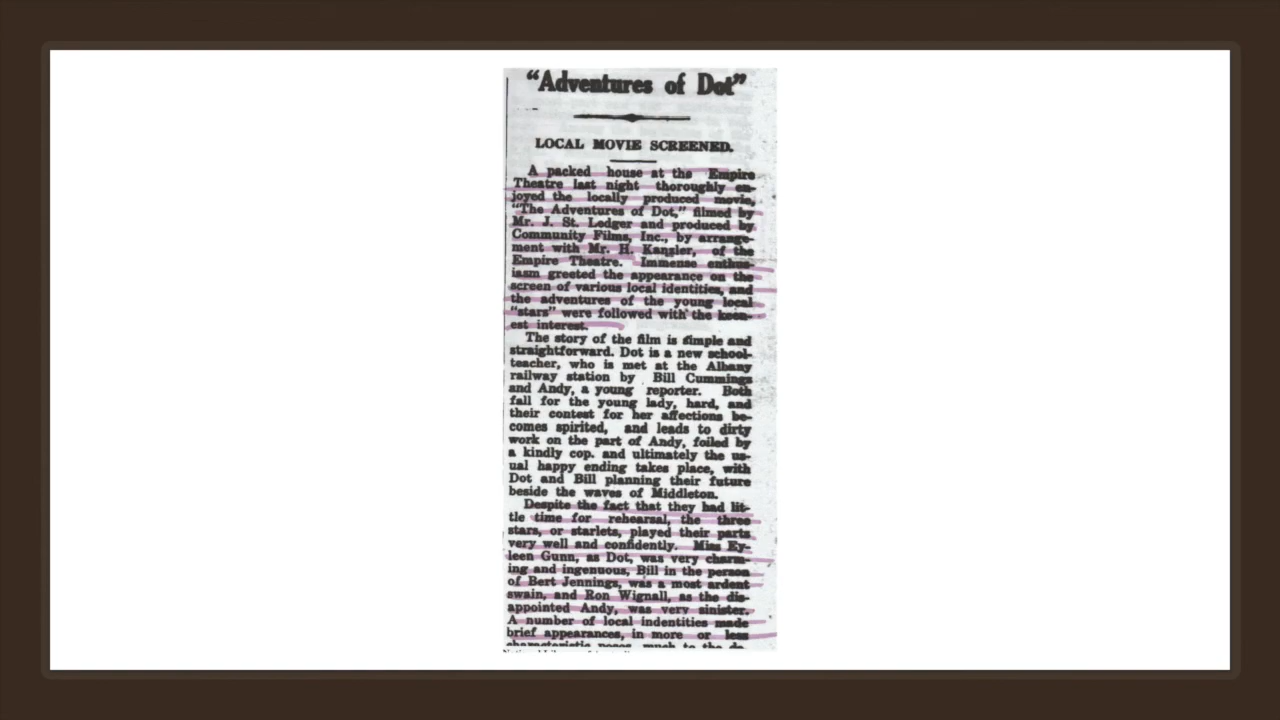 "Adventures of Dot"
LOCAL MOVIE SCREENED.
A packed house at the Empire
Theatre last night thoroughly en-
joyed the locally produced movie,
"The Adventures of Dot," filmed by
Mr. J. St. Ledger and produced by
Community Films, Inc., by arrange-
ment with Mr. H. Kansler, of the
Empire Theatre. Immense enthus-
iasm greeted the appearance on the
screen of various local identities, and
the adventures of the young local
"stars" were followed with the keen-
est interest.
The story of the film is simple and
straightforward. Dot is a new school-
teacher, who is met at the Albany
railway station by Bill Cummings
and Andy, a young reporter. Both
fall for the young lady, hard, and
their contest for her affections be-
comes spirited, and leads to dirty
work on the part of Andy, foiled by
a kindly cop. and ultimately the us-
ual happy ending takes place, with
Dot and Bill planning their future
beside the waves of Middleton.
Despite the fact that they had lit-
tle time for rehearsal, the three
stars, or starlets, played their parts
very well and confidently. Miss Ey-
leen Gunn, as Dot, was very charm-
ing and ingenuous, Bill in the person
of Bert Jennings, was a most ardent
swain, and Ron Wignall, as the dis-
appointed Andy, was very sinister.
A number of local indentities made
brief appearances, in more or less
characteristic poses, much to the de-